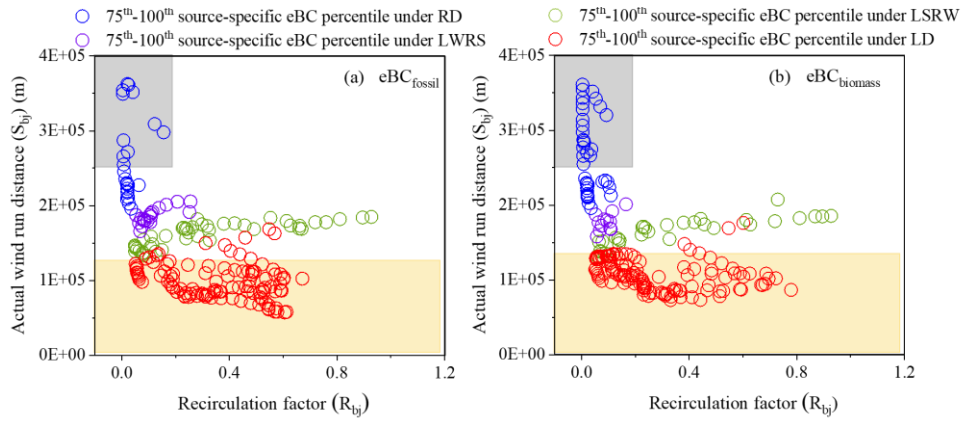 75th-100th source-specific eBC percentile under RD
75th-100th source-specific eBC percentile under LSRW
75th-100th source-specific eBC percentile under LWRS
75th-100th source-specific eBC percentile under LD
4E+05
3E+05
2E+05
1E+05
0E+00
Actual wind run distance (Sbj) (m)
(a) eBCfossil
0.0 0.4 0.8 1.2
Recirculation factor (Rbj)
4E+05
3E+05
2E+05
1E+05
0E+00
Actual wind run distance (Sbj) (m)
(b) eBCbiomass
0.0 0.4 0.8 1.2
Recirculation factor (Rbj)